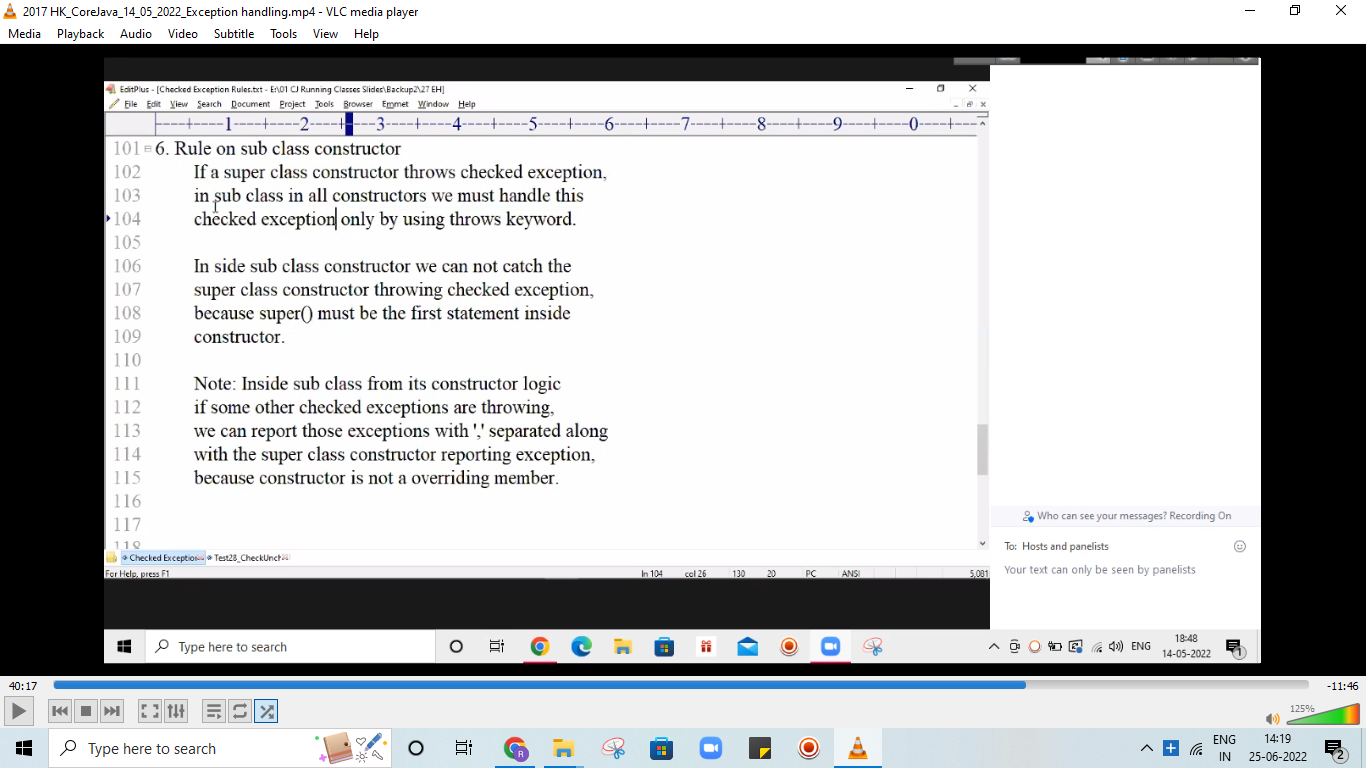 2017 HK_CoreJava_14_05_2022_Exception handling.mp4 - VLC media player
Media Playback Audio Video Subtitle Tools View Help
EditPlus - [Checked Exception Rules.txt - E:\01 CJ Running Classes Slides\Backup2\27 EH]
File Edit View Search Document Project Tools Browser Emmet Window Help
----+----1----+----2----+----3----+----4----+----5----+----6----+----7----+----8----+----9----+----0----+--
101 6. Rule on sub class constructor
102 If a super class constructor throws checked exception,
103 in sub class in all constructors we must handle this
104 checked exception only by using throws keyword.
105
106 In side sub class constructor we can not catch the
107 super class constructor throwing checked exception,
108 because super() must be the first statement inside
109 constructor.
110
111 Note: Inside sub class from its constructor logic
112 if some other checked exceptions are throwing,
113 we can report those exceptions with ',' separated along
114 with the super class constructor reporting exception,
115 because constructor is not a overriding member.
116
117
118
Checked Exception Test28_CheckUnch
For Help, press F1 ln 104 col 26 130 20 PC ANSI 5,081
Who can see your messages? Recording On
To: Hosts and panelists
Your text can only be seen by panelists
Type here to search
ENG
18:48
14-05-2022
1
40:17
-11:46
125%
Type here to search
ENG
IN
14:19
25-06-2022
2